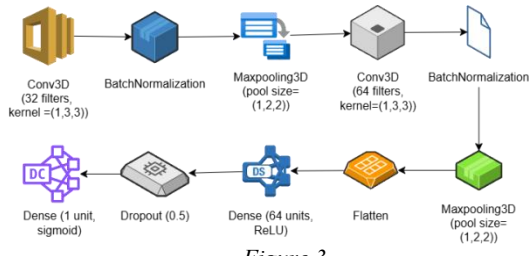 Conv3D
(32 filters,
kernel =(1,3,3))
BatchNormalization
Maxpooling3D
(pool size=
(1,2,2))
Conv3D
(64 filters,
kernel=(1,3,3))
BatchNormalization
DC
Dense (1 unit,
sigmoid)
Dropout (0.5)
DS
Dense (64 units,
ReLU)
Flatten
Maxpooling3D
(pool size=
(1,2,2))
Figure 3